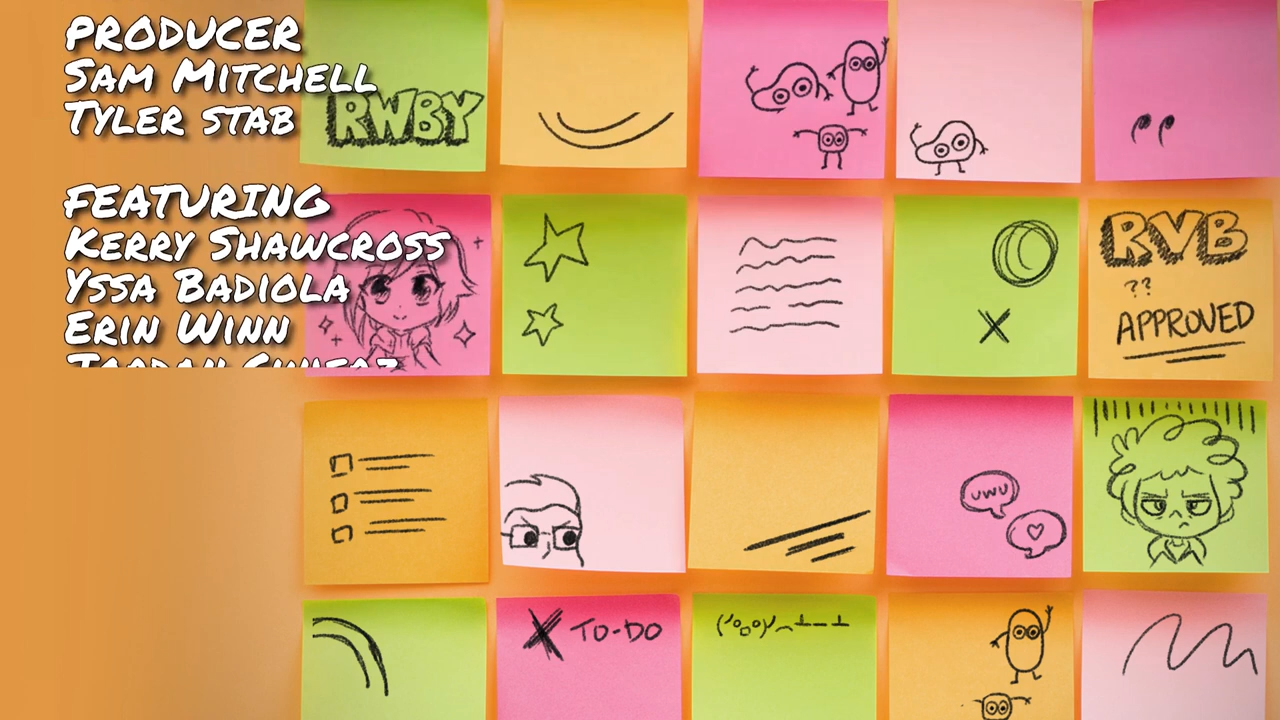 PRODUCER
SAM MITCHELL
TYLER STAB
FEATURING
KERRY SHAWCROSS
YSSA BADIOLA
ERIN WINN
RWBY
RVB
??
APPROVED
UWU
X TO-DO